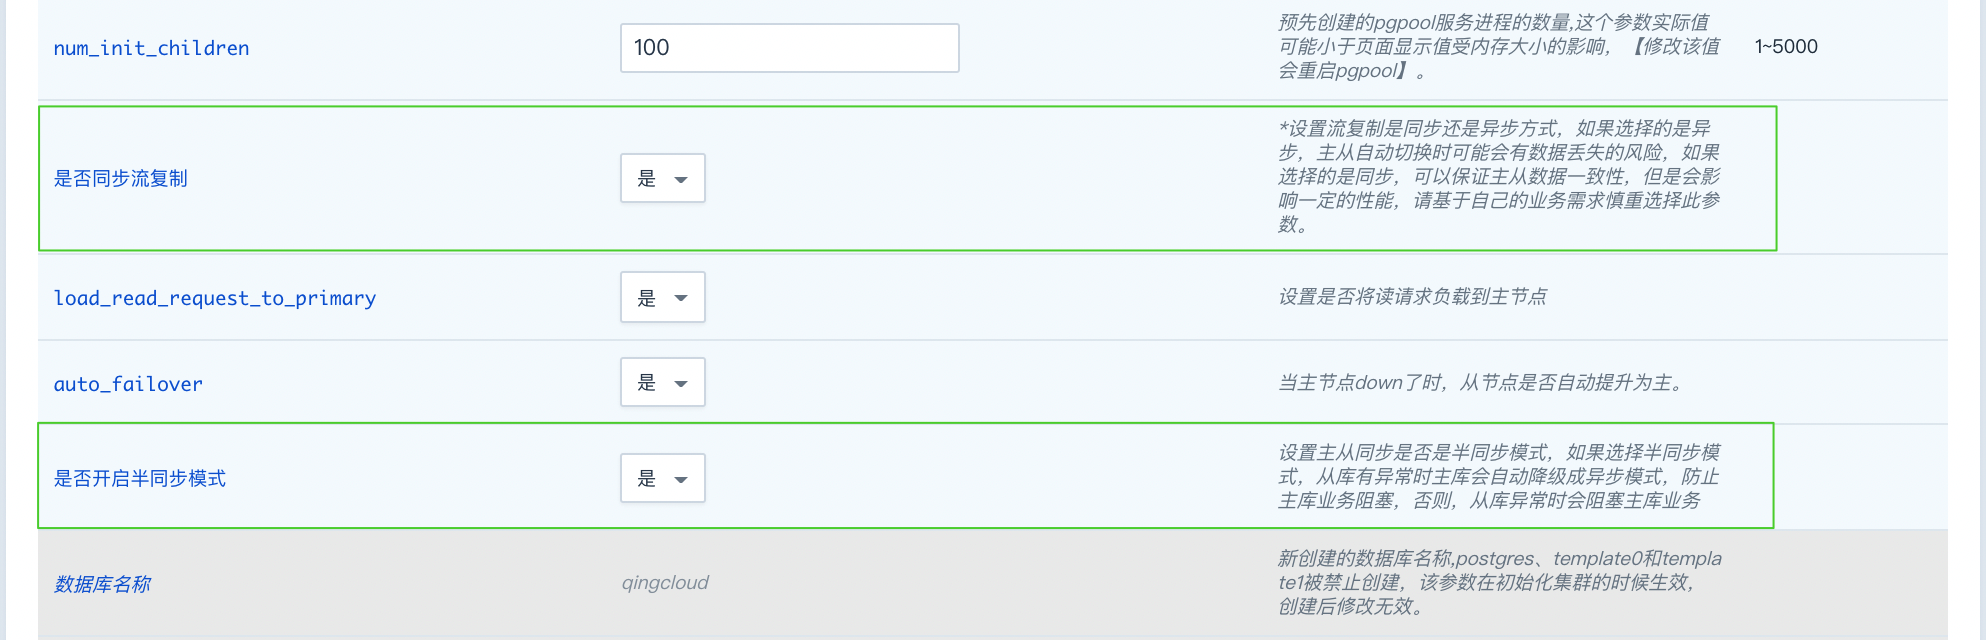 num_init_children
100
预先创建的pgpool服务进程的数量,这个参数实际值
可能小于页面显示值受内存大小的影响，【修改该值
会重启pgpool】。
1~5000
是否同步流复制
是
*设置流复制是同步还是异步方式，如果选择的是异
步，主从自动切换时可能会有数据丢失的风险，如果
选择的是同步，可以保证主从数据一致性，但是会影
响一定的性能，请基于自己的业务需求慎重选择此参
数。
load_read_request_to_primary
是
设置是否将读请求负载到主节点
auto_failover
是
当主节点down了时，从节点是否自动提升为主。
是否开启半同步模式
是
设置主从同步是否是半同步模式，如果选择半同步模
式，从库有异常时主库会自动降级成异步模式，防止
主库业务阻塞，否则，从库异常时会阻塞主库业务
数据库名称
qingcloud
新创建的数据库名称,postgres、template0和templa
te1被禁止创建，该参数在初始化集群的时候生效，
创建后修改无效。